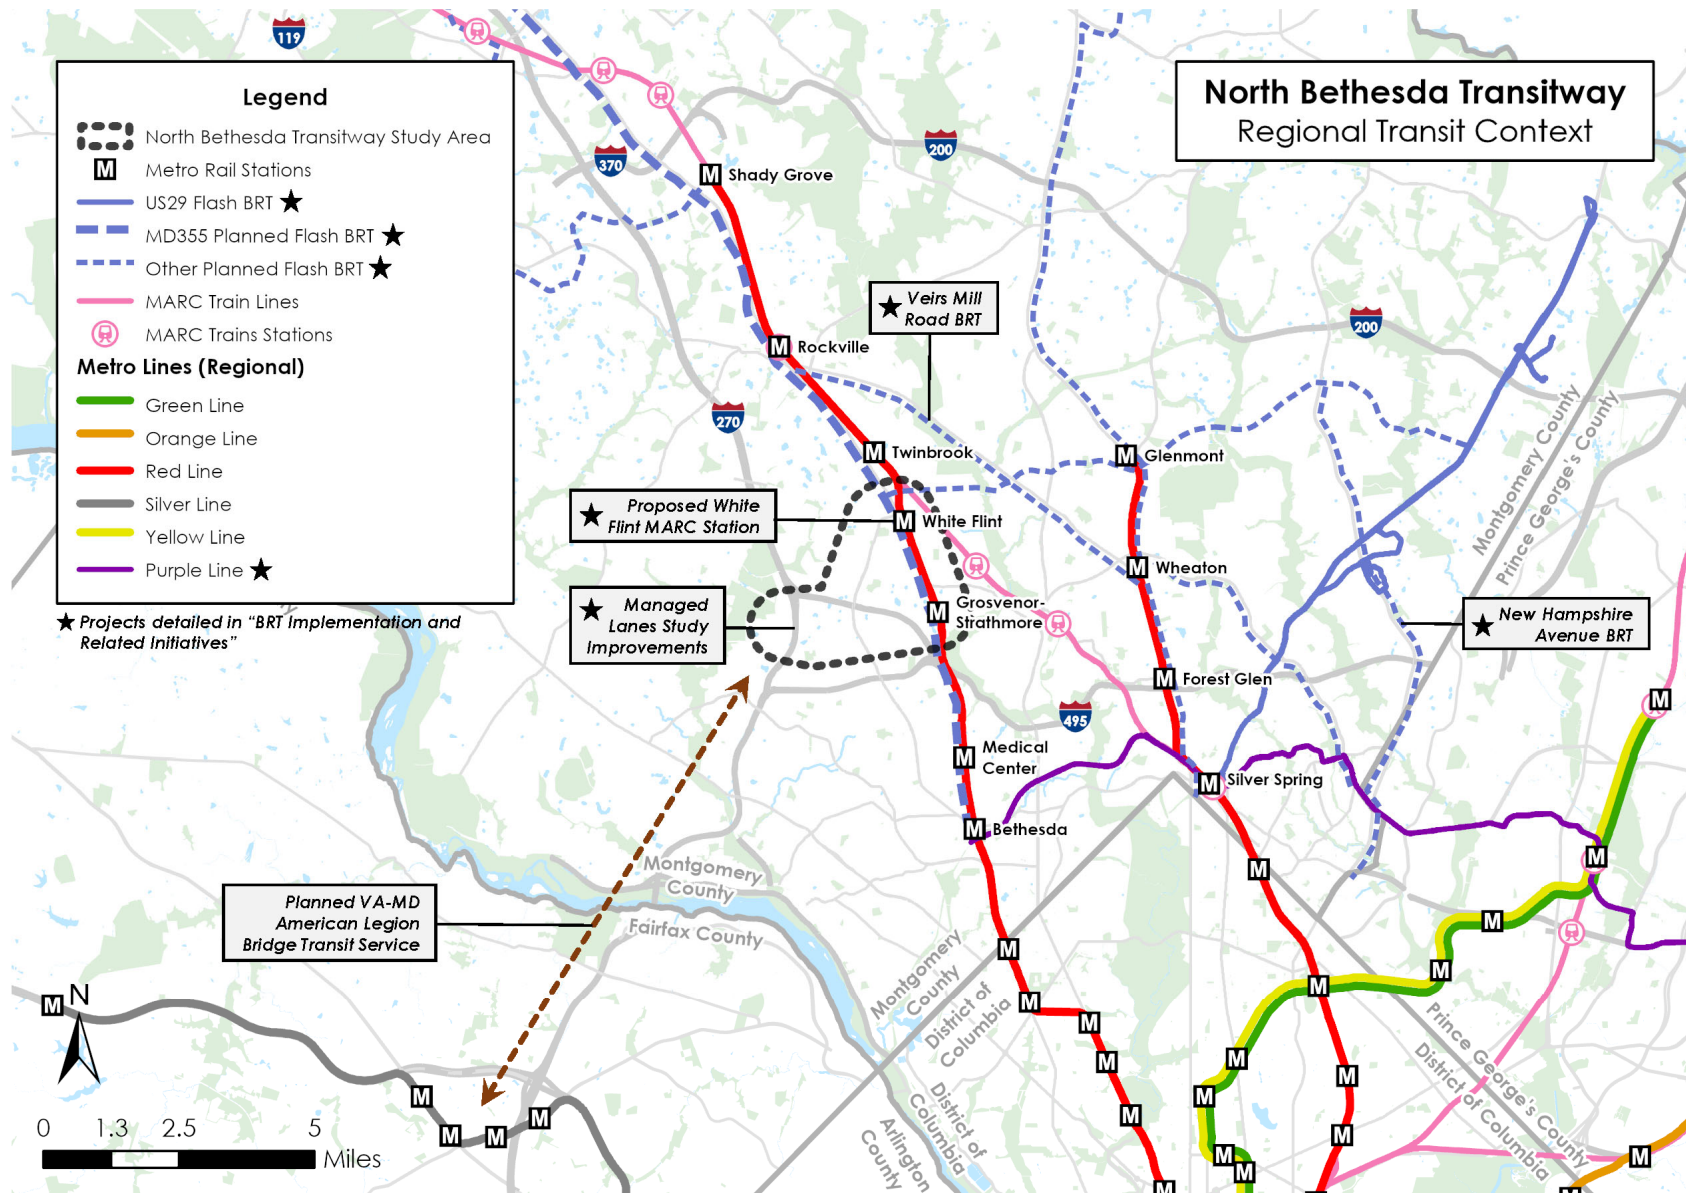 North Bethesda Transitway
Regional Transit Context
Legend
North Bethesda Transitway Study Area
M
Metro Rail Stations
US29 Flash BRT ★
MD355 Planned Flash BRT ★
Other Planned Flash BRT ★
MARC Train Lines
MARC Trains Stations
Metro Lines (Regional)
Green Line
Orange Line
Red Line
Silver Line
Yellow Line
Purple Line ★
★ Projects detailed in “BRT Implementation and
Related Initiatives”
119
370
200
200
270
495
M Shady Grove
M Rockville
M Twinbrook
M White Flint
M Grosvenor-
Strathmore
M Medical
Center
M Bethesda
M Glenmont
M Wheaton
M Forest Glen
M Silver Spring
★ Veirs Mill
Road BRT
★ Proposed White
Flint MARC Station
★ Managed
Lanes Study
Improvements
★ New Hampshire
Avenue BRT
Planned VA-MD
American Legion
Bridge Transit Service
Montgomery County
Prince George's County
Montgomery
County
Fairfax County
Montgomery
County
District of
Columbia
District of
Columbia
Arlington
County
Prince George's County
District of Columbia
N
0 1.3 2.5 5
Miles